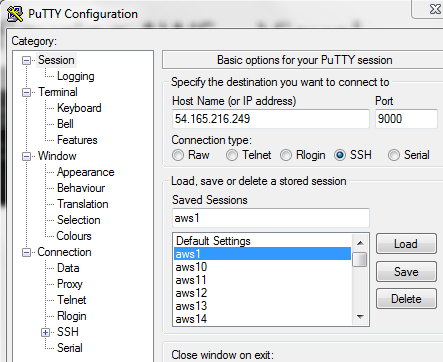 PuTTY Configuration
Category:
Session
Logging
Terminal
Keyboard
Bell
Features
Window
Appearance
Behaviour
Translation
Selection
Colours
Connection
Data
Proxy
Telnet
Rlogin
SSH
Serial
Basic options for your PuTTY session
Specify the destination you want to connect to
Host Name (or IP address) Port
54.165.216.249 9000
Connection type:
Raw Telnet Rlogin SSH Serial
Load, save or delete a stored session
Saved Sessions
aws1
Default Settings
aws1
aws10
aws11
aws12
aws13
aws14
Load
Save
Delete
Close window on exit: